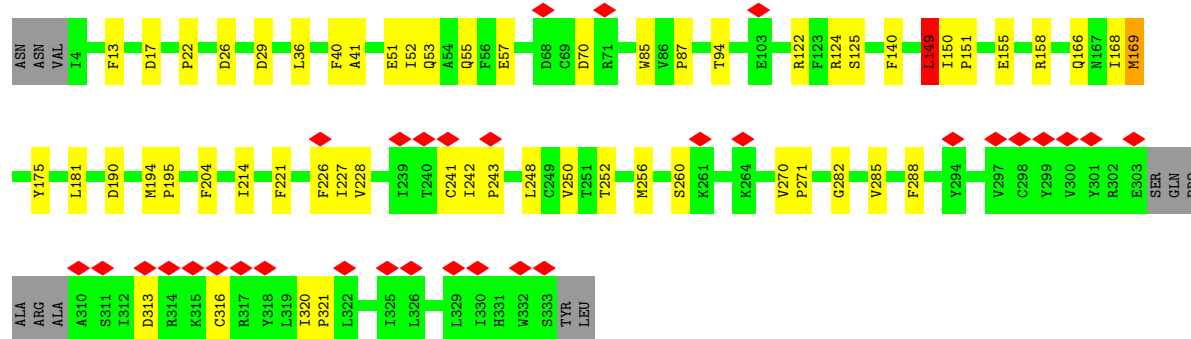 ASN ASN VAL I4 F13 D17 P22 D26 D29 L36 F40 A41 E51 I52 Q53 A54 Q55 F56 E57 D68 C69 D70 R71 W85 V86 P87 T94 E103 R122 F123 R124 S125 F140 L149 I150 P151 E155 R158 Q166 N167 I168 M169
Y175 L181 D190 M194 P195 F204 I214 F221 F226 I227 V228 I239 T240 C241 I242 P243 L248 C249 V250 T251 T252 M256 S260 K261 K264 V270 P271 G282 V285 F288 Y294 V297 C298 Y299 V300 Y301 R302 E303 SER GLN
ALA ARG ALA A310 S311 I312 D313 R314 K315 C316 R317 Y318 L319 I320 P321 L322 I325 L326 L329 I330 H331 W332 S333 TYR LEU